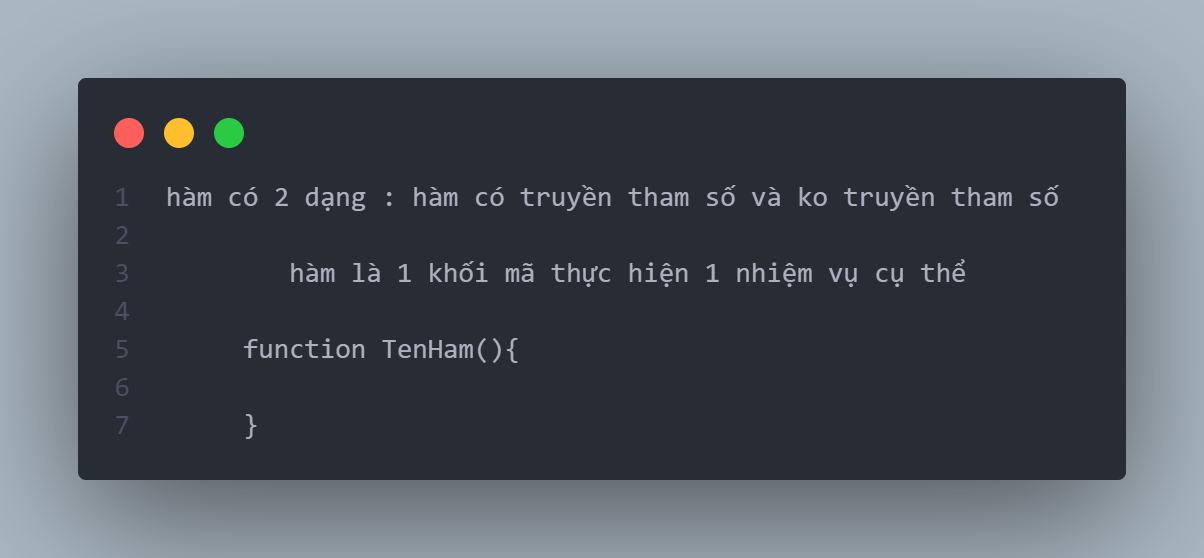 1 hàm có 2 dạng : hàm có truyền tham số và ko truyền tham số
2
3 hàm là 1 khối mã thực hiện 1 nhiệm vụ cụ thể
4
5 function TenHam(){
6
7 }